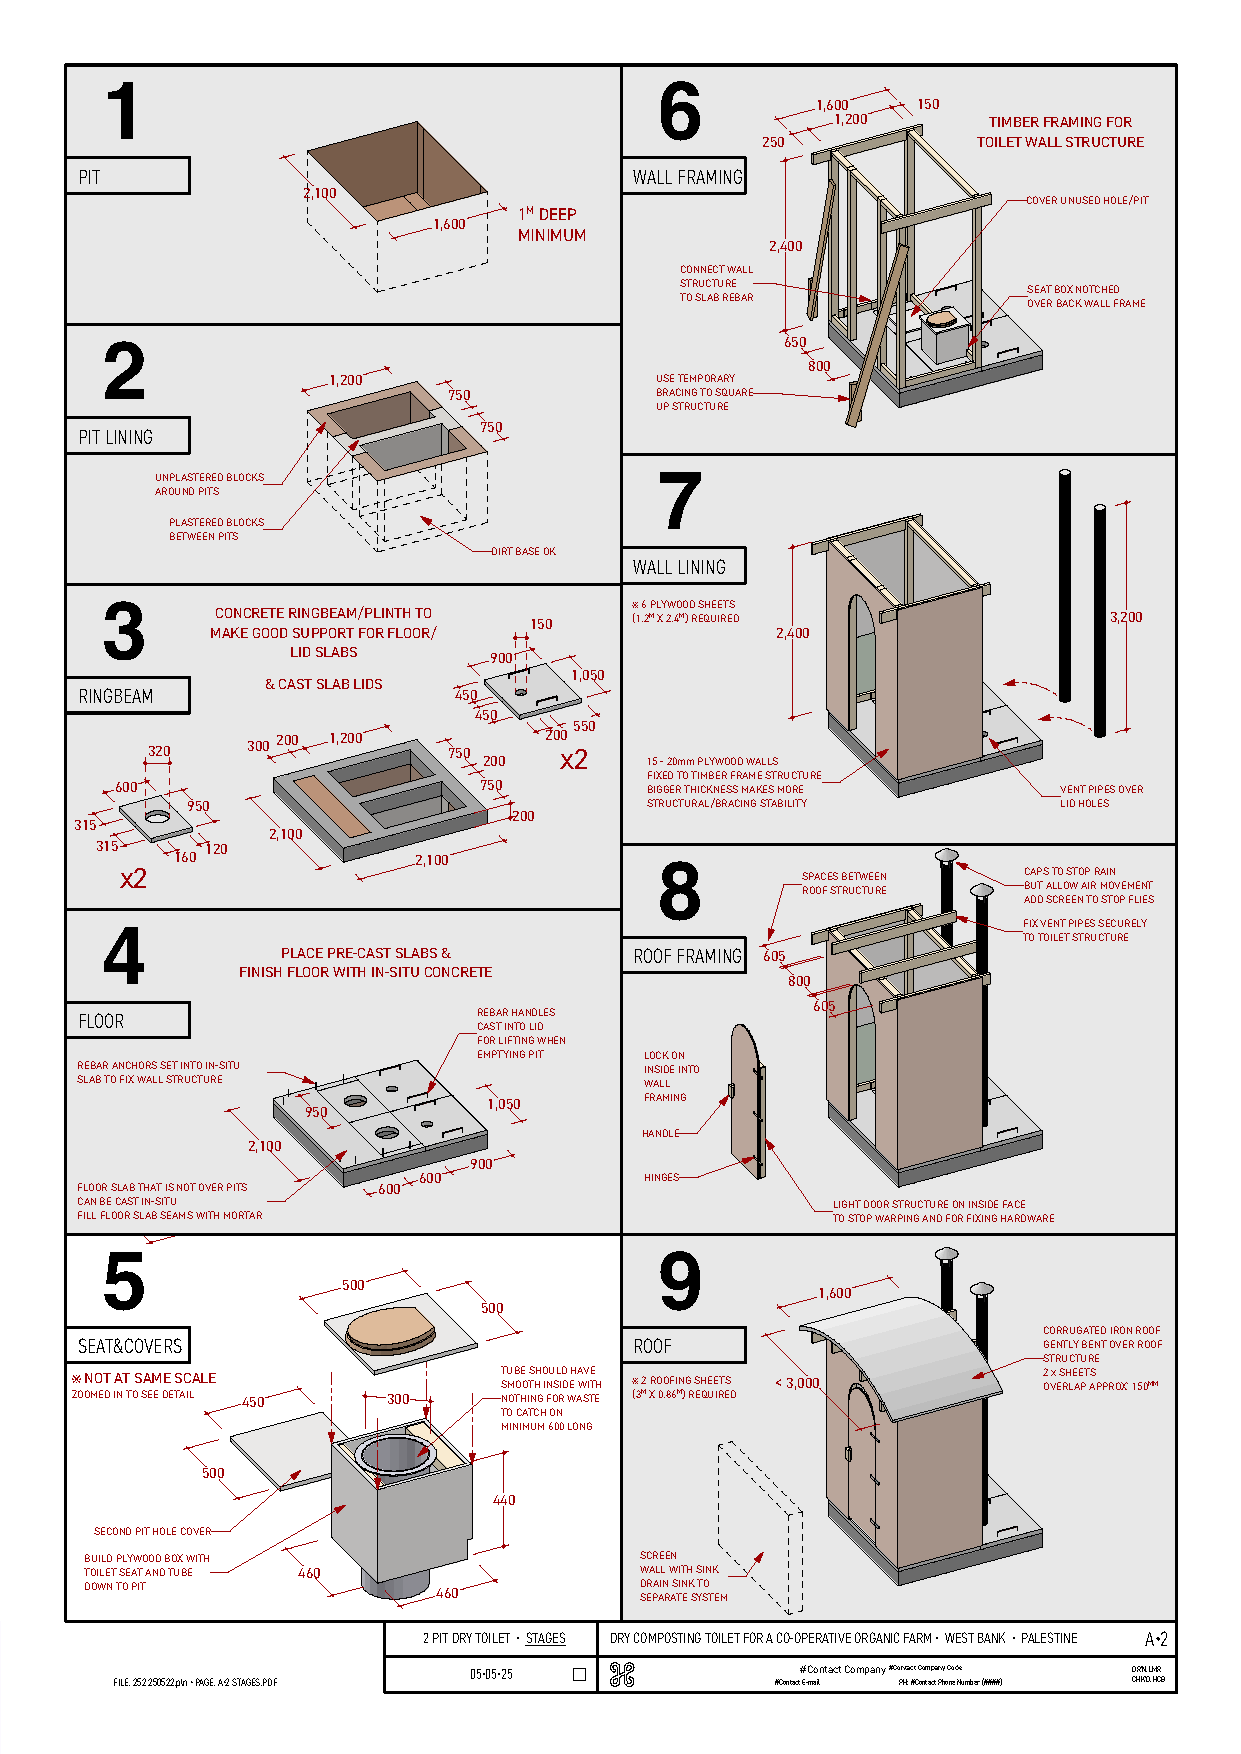 1
PIT
2,100
1,600
1M DEEP
MINIMUM
2
PIT LINING
1,200
750
750
UNPLASTERED BLOCKS
AROUND PITS
PLASTERED BLOCKS
BETWEEN PITS
DIRT BASE OK
3
RINGBEAM
CONCRETE RINGBEAM/PLINTH TO
MAKE GOOD SUPPORT FOR FLOOR/
LID SLABS
& CAST SLAB LIDS
150
900
1,050
450
450
550
200
x2
320
600
950
315
315
160
120
x2
300
200
1,200
750
200
750
200
2,100
2,100
4
FLOOR
PLACE PRE-CAST SLABS &
FINISH FLOOR WITH IN-SITU CONCRETE
REBAR HANDLES
CAST INTO LID
FOR LIFTING WHEN
EMPTYING PIT
REBAR ANCHORS SET INTO IN-SITU
SLAB TO FIX WALL STRUCTURE
950
1,050
2,100
900
600
600
FLOOR SLAB THAT IS NOT OVER PITS
CAN BE CAST IN-SITU
FILL FLOOR SLAB SEAMS WITH MORTAR
5
SEAT&COVERS
※ NOT AT SAME SCALE
ZOOMED IN TO SEE DETAIL
500
500
450
300
500
TUBE SHOULD HAVE
SMOOTH INSIDE WITH
NOTHING FOR WASTE
TO CATCH ON
MINIMUM 600 LONG
440
SECOND PIT HOLE COVER
BUILD PLYWOOD BOX WITH
TOILET SEAT AND TUBE
DOWN TO PIT
460
460
6
WALL FRAMING
1,600
150
1,200
250
TIMBER FRAMING FOR
TOILET WALL STRUCTURE
COVER UNUSED HOLE/PIT
2,400
CONNECT WALL
STRUCTURE
TO SLAB REBAR
SEAT BOX NOTCHED
OVER BACK WALL FRAME
650
800
USE TEMPORARY
BRACING TO SQUARE
UP STRUCTURE
7
WALL LINING
※ 6 PLYWOOD SHEETS
(1.2M X 2.4M) REQUIRED
2,400
3,200
15 - 20mm PLYWOOD WALLS
FIXED TO TIMBER FRAME STRUCTURE
BIGGER THICKNESS MAKES MORE
STRUCTURAL/BRACING STABILITY
VENT PIPES OVER
LID HOLES
8
ROOF FRAMING
SPACES BETWEEN
ROOF STRUCTURE
CAPS TO STOP RAIN
BUT ALLOW AIR MOVEMENT
ADD SCREEN TO STOP FLIES
FIX VENT PIPES SECURELY
TO TOILET STRUCTURE
605
800
605
LOCK ON
INSIDE INTO
WALL
FRAMING
HANDLE
HINGES
LIGHT DOOR STRUCTURE ON INSIDE FACE
TO STOP WARPING AND FOR FIXING HARDWARE
9
ROOF
1,600
※ 2 ROOFING SHEETS
(3M X 0.86M) REQUIRED
< 3,000
CORRUGATED IRON ROOF
GENTLY BENT OVER ROOF
STRUCTURE
2 x SHEETS
OVERLAP APPROX 150MM
SCREEN
WALL WITH SINK
DRAIN SINK TO
SEPARATE SYSTEM
2 PIT DRY TOILET • STAGES
DRY COMPOSTING TOILET FOR A CO-OPERATIVE ORGANIC FARM • WEST BANK • PALESTINE
A•2
05•05•25
#Contact Company #Contact Company Code
#Contact E-mail
PH: #Contact Phone Number (####)
DR'N. LMR
CHK'D. HCG
FILE. 252 250522.pln • PAGE. A•2 STAGES.PDF